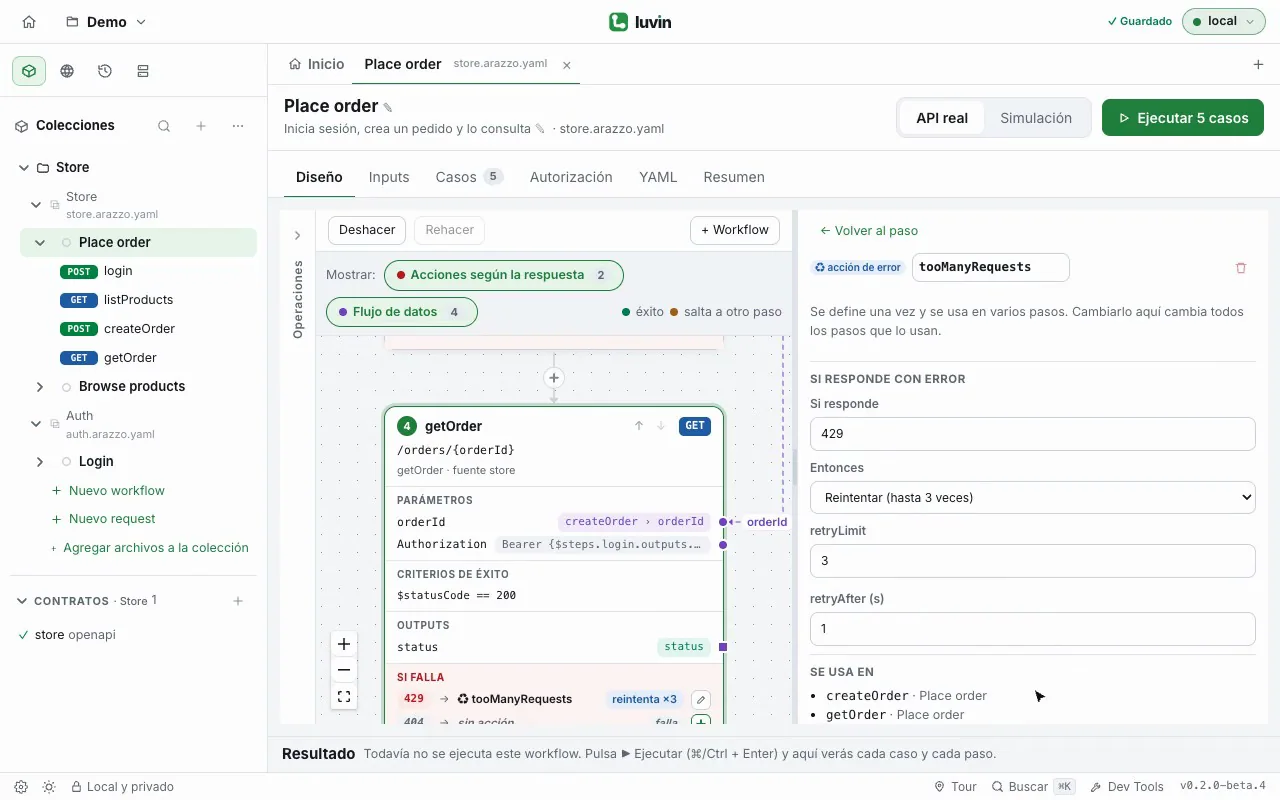 Demo
luvin
Guardado
local
Inicio
Place order store.arazzo.yaml
Colecciones
Place order
Inicia sesión, crea un pedido y lo consulta · store.arazzo.yaml
API real
Simulación
Ejecutar 5 casos
Store
Store
store.arazzo.yaml
Place order
POST login
GET listProducts
POST createOrder
GET getOrder
Browse products
Auth
auth.arazzo.yaml
Login
+ Nuevo workflow
+ Nuevo request
+ Agregar archivos a la colección
CONTRATOS · Store 1
store openapi
Diseño
Inputs
Casos 5
Autorización
YAML
Resumen
Operaciones
Deshacer
Rehacer
+ Workflow
Mostrar:
Acciones según la respuesta 2
Flujo de datos 4
éxito
salta a otro paso
4 getOrder
GET
/orders/{orderId}
getOrder · fuente store
PARÁMETROS
orderId createOrder › orderId
orderId
Authorization Bearer {$steps.login.outputs.…
CRITERIOS DE ÉXITO
$statusCode == 200
OUTPUTS
status status
SI FALLA
429 → tooManyRequests reintenta ×3
404 → sin acción falla
← Volver al paso
acción de error
tooManyRequests
Se define una vez y se usa en varios pasos. Cambiarlo aquí cambia todos
los pasos que lo usan.
SI RESPONDE CON ERROR
Si responde
429
Entonces
Reintentar (hasta 3 veces)
retryLimit
3
retryAfter (s)
1
SE USA EN
• createOrder · Place order
• getOrder · Place order
Resultado Todavía no se ejecuta este workflow. Pulsa ▶ Ejecutar (⌘/Ctrl + Enter) y aquí verás cada caso y cada paso.
Local y privado
Tour
Buscar ⌘K
Dev Tools
v0.2.0-beta.4